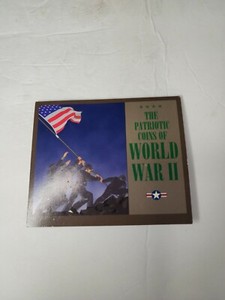 THE
PATRIOTIC
COINS OF
WORLD
WAR II